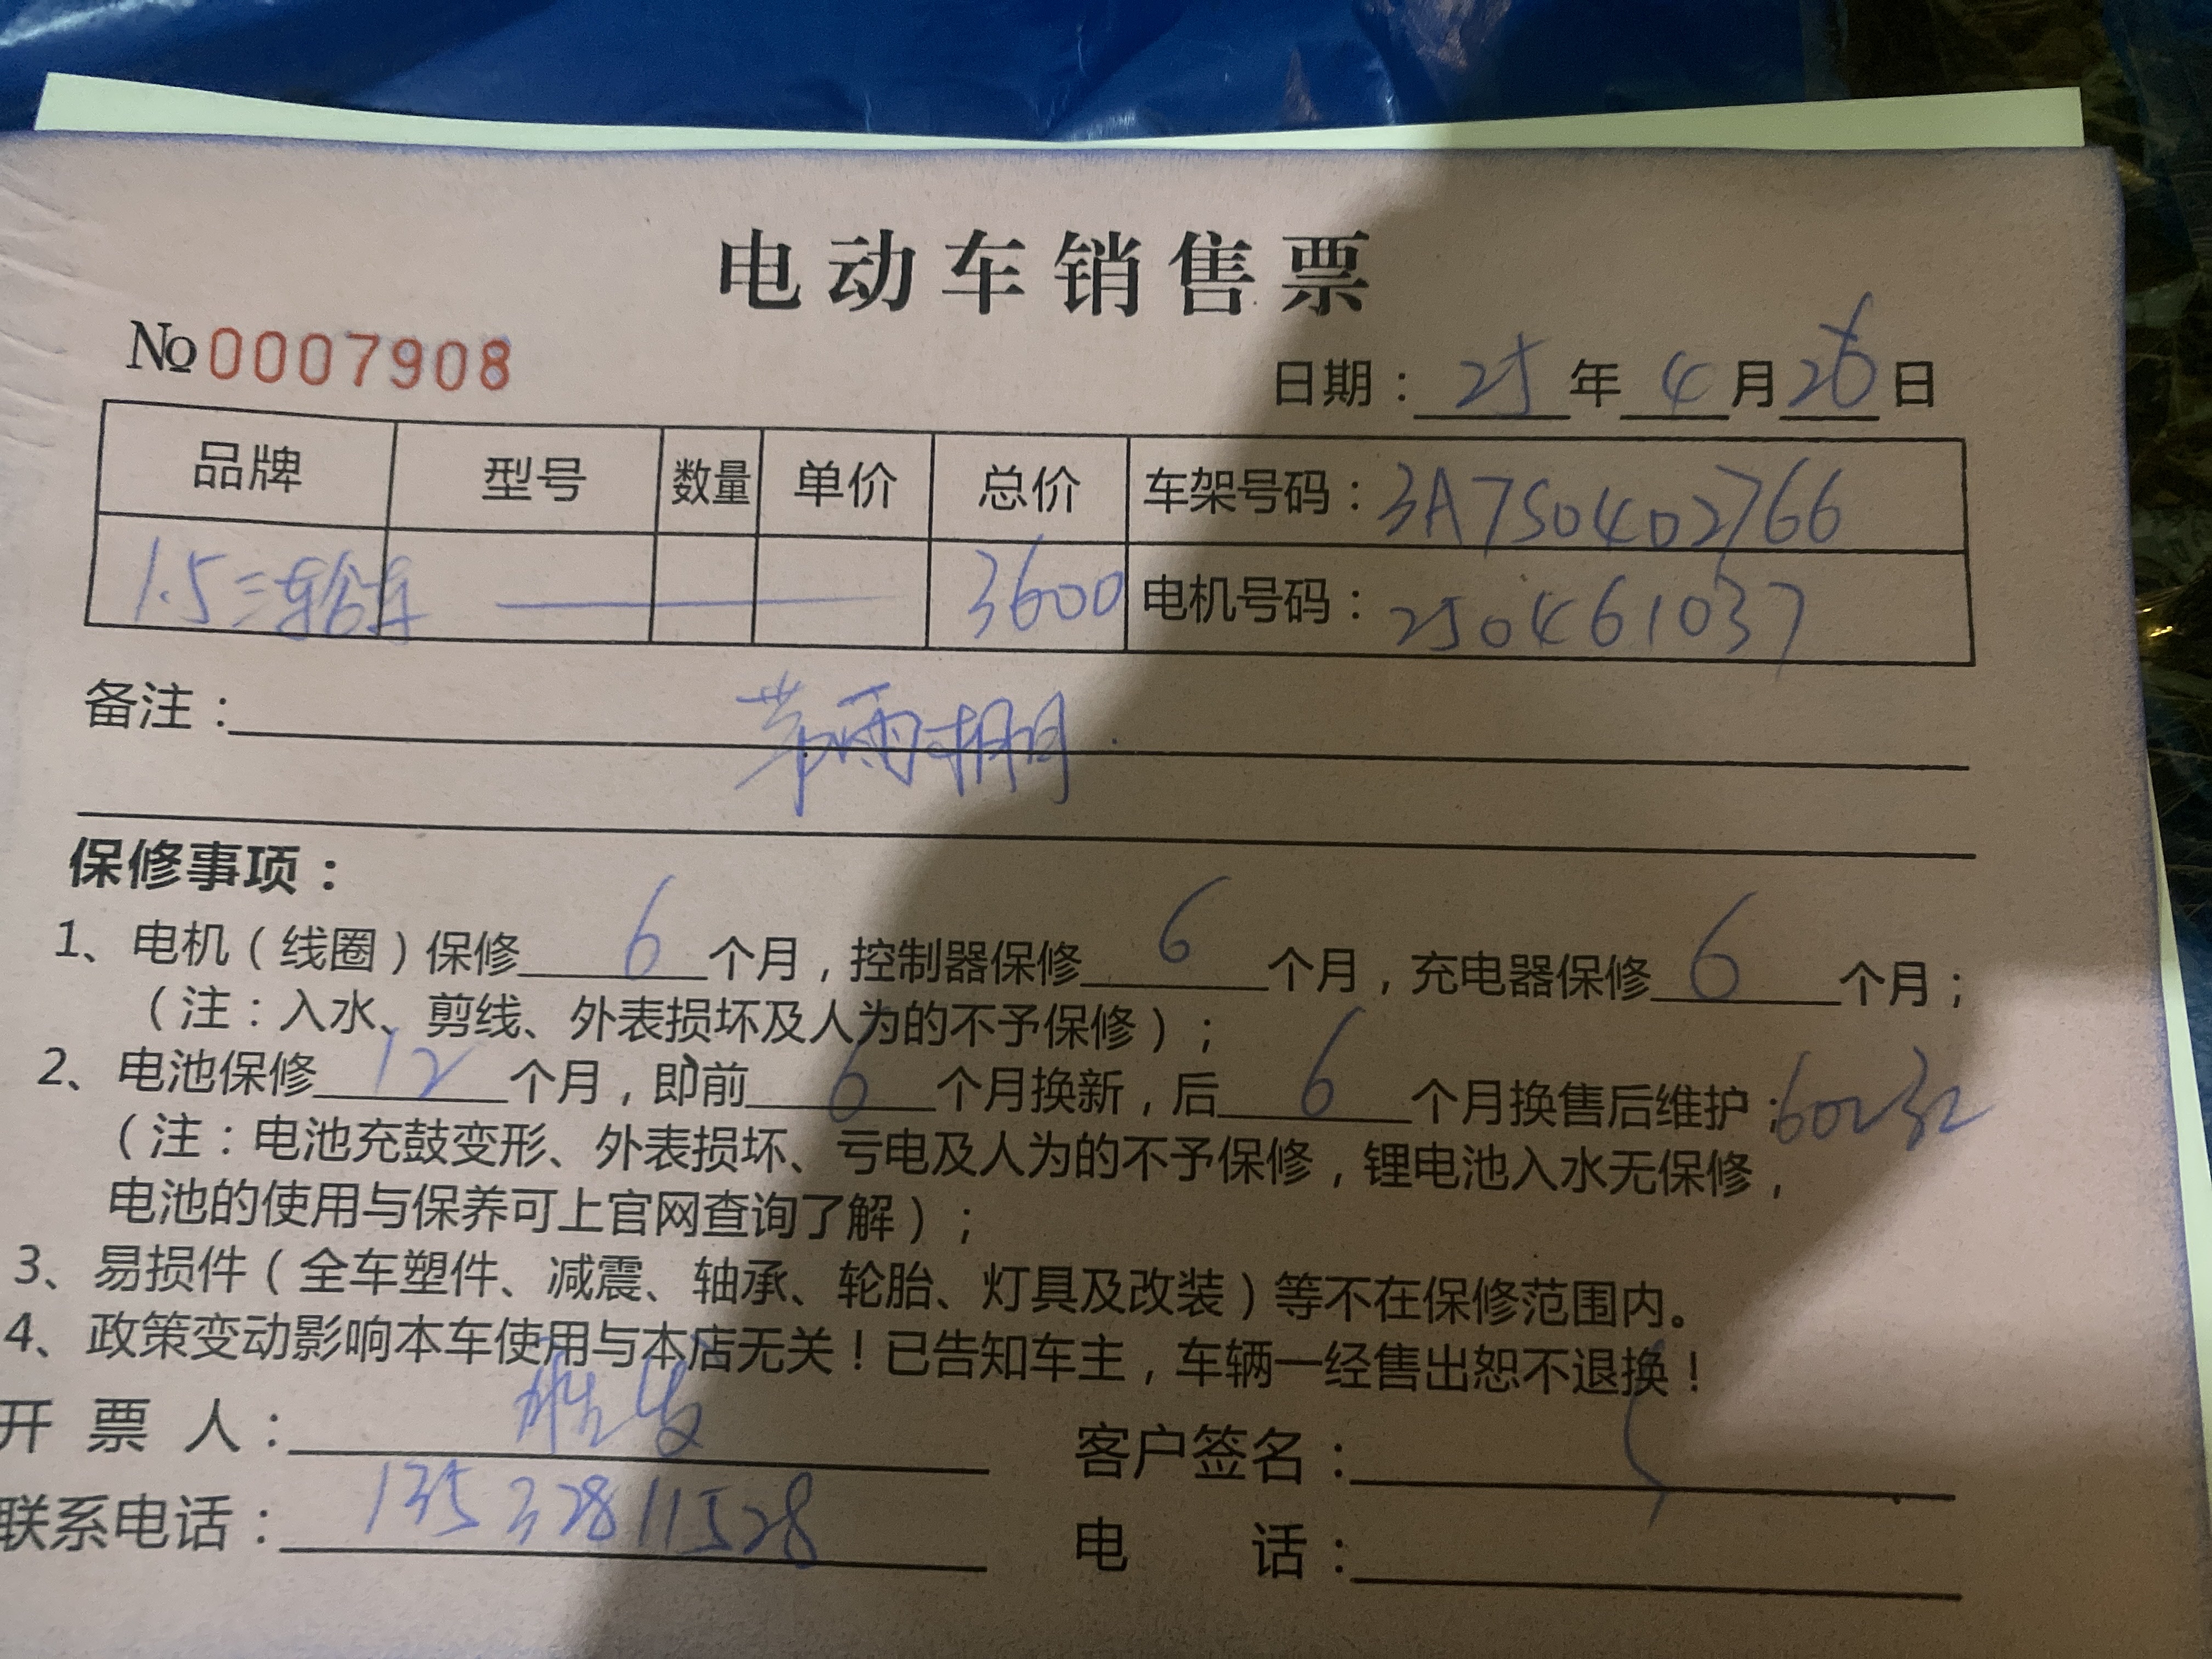 电动车销售票
No 0007908
日期：25年4月26日
品牌 型号 数量 单价 总价 车架号码：3A750402766
1.5三轮车 3600 电机号码：250461037
备注：带雨棚
保修事项：
1、电机（线圈）保修6个月，控制器保修6个月，充电器保修6个月；
（注：入水、剪线、外表损坏及人为的不予保修）；
2、电池保修12个月，即前6个月换新，后6个月换售后维护；60V32
（注：电池充鼓变形、外表损坏、亏电及人为的不予保修，锂电池入水无保修，
电池的使用与保养可上官网查询了解）；
3、易损件（全车塑件、减震、轴承、轮胎、灯具及改装）等不在保修范围内。
4、政策变动影响本车使用与本店无关！已告知车主，车辆一经售出恕不退换！
开票人： 客户签名：
联系电话：13532811528 电话：